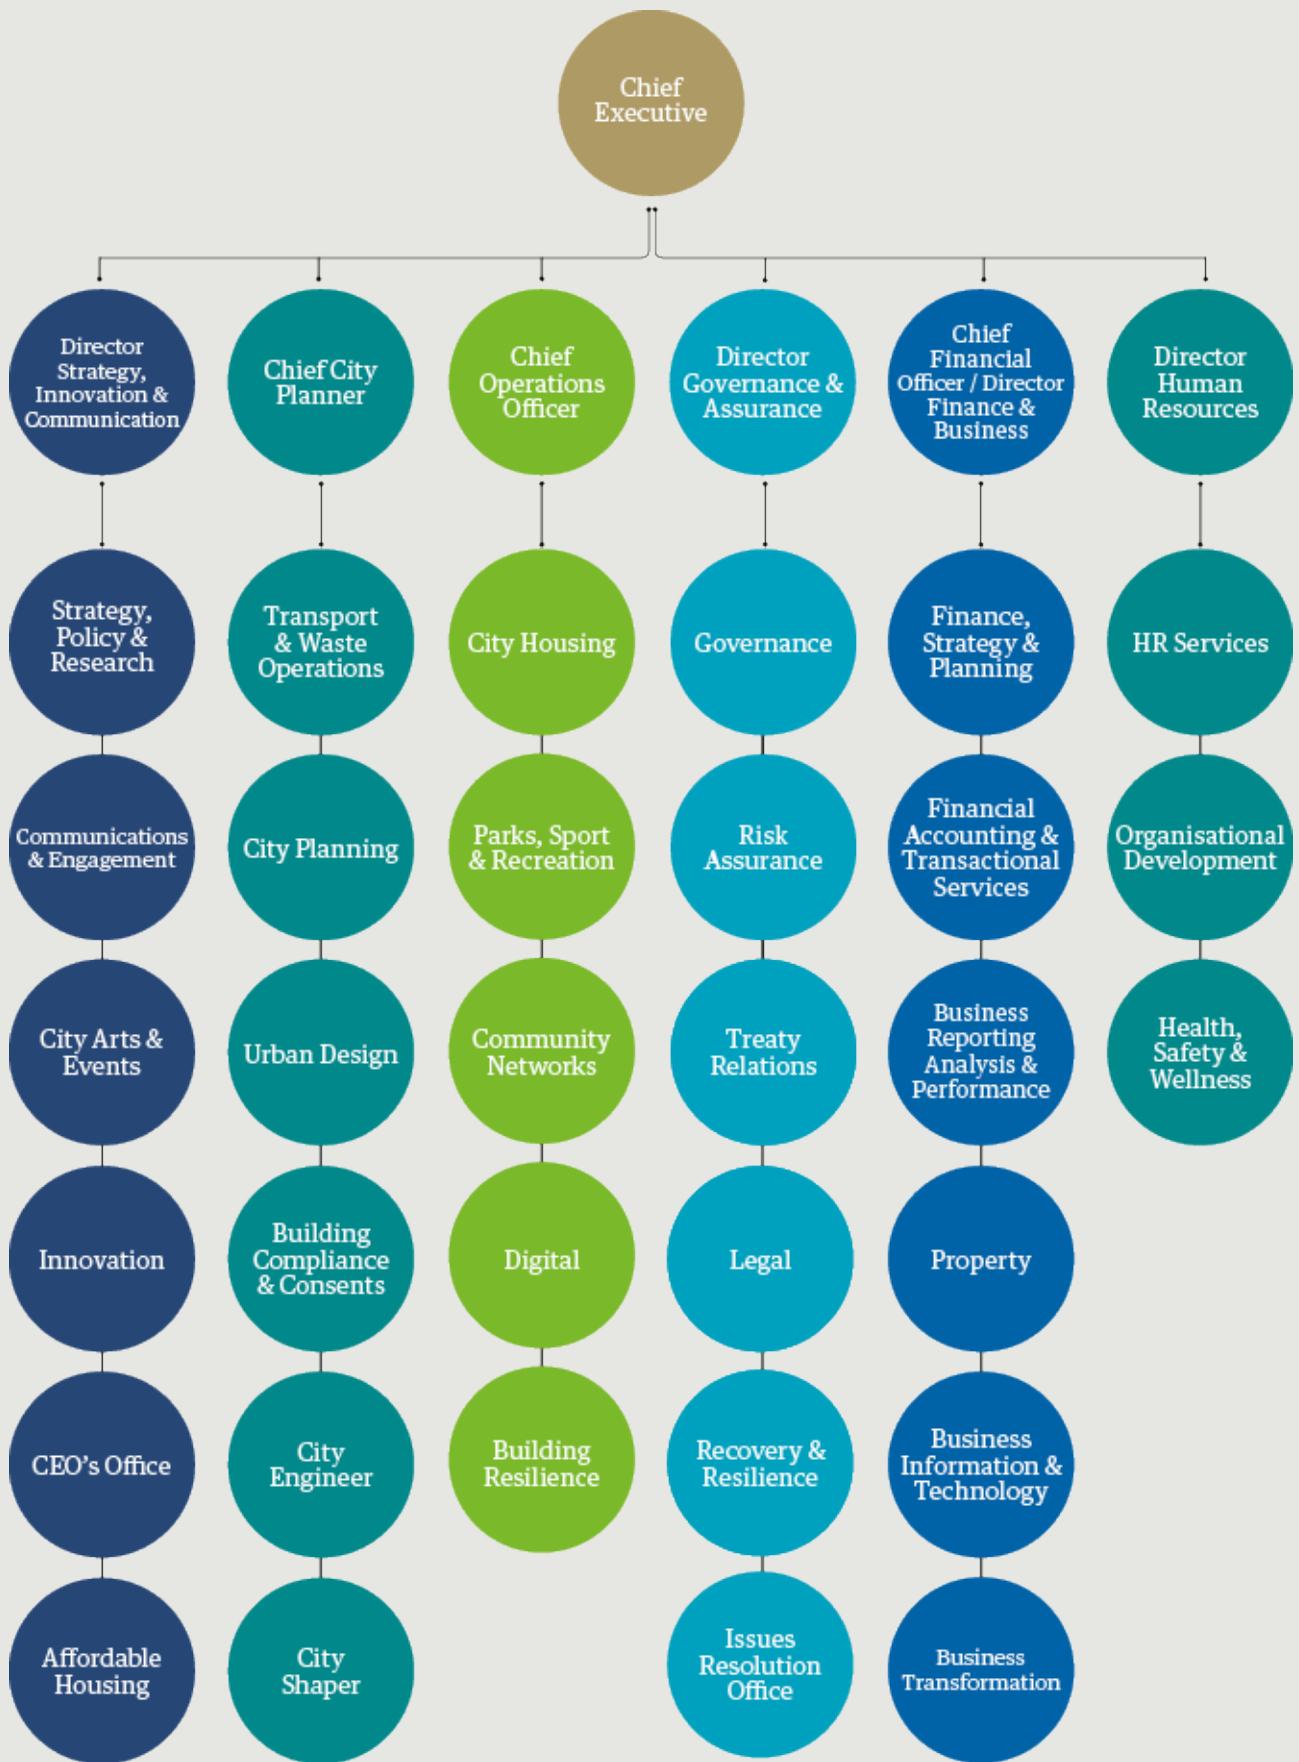 Chief
Executive
Director
Strategy,
Innovation &
Communication
Chief City
Planner
Chief
Operations
Officer
Director
Governance &
Assurance
Chief
Financial
Officer / Director
Finance &
Business
Director
Human
Resources
Strategy,
Policy &
Research
Transport
& Waste
Operations
City Housing
Governance
Finance,
Strategy &
Planning
HR Services
Communications
& Engagement
City Planning
Parks, Sport
& Recreation
Risk
Assurance
Financial
Accounting &
Transactional
Services
Organisational
Development
City Arts &
Events
Urban Design
Community
Networks
Treaty
Relations
Business
Reporting
Analysis &
Performance
Health,
Safety &
Wellness
Innovation
Building
Compliance
& Consents
Digital
Legal
Property
CEO’s Office
City
Engineer
Building
Resilience
Recovery &
Resilience
Business
Information &
Technology
Affordable
Housing
City
Shaper
Issues
Resolution
Office
Business
Transformation